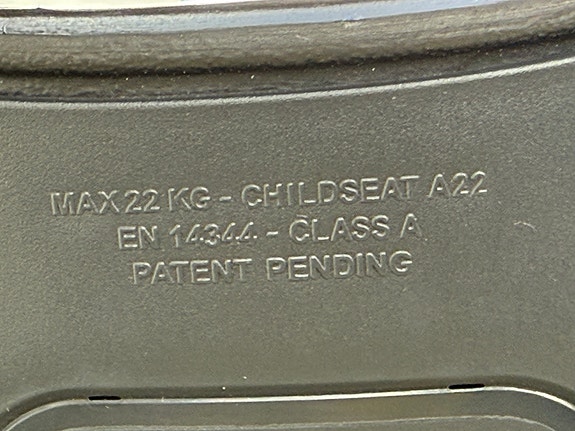 MAX 22 KG - CHILDSEAT A22
EN 14344 - CLASS A
PATENT PENDING